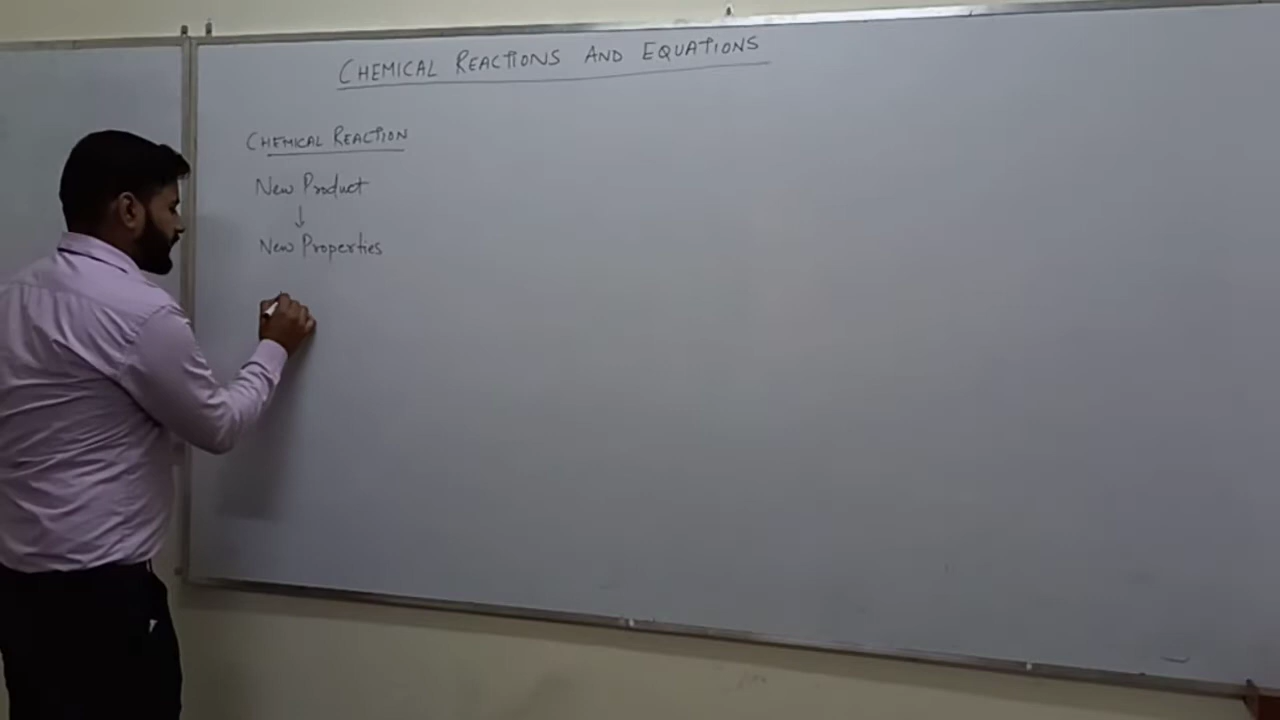 CHEMICAL REACTIONS AND EQUATIONS
CHEMICAL REACTION
New Product
↓
New Properties